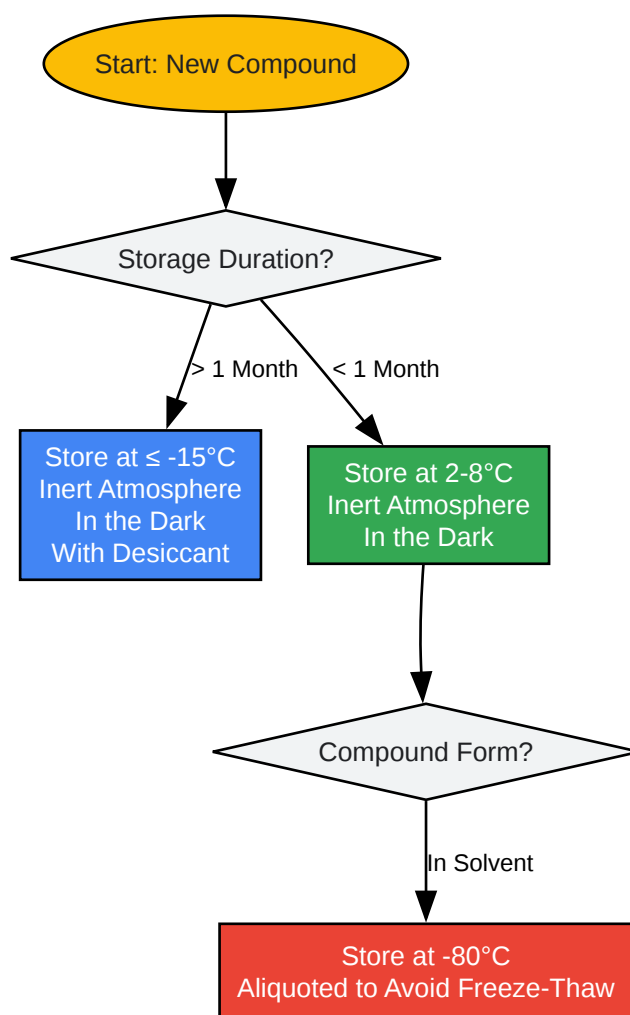 Start: New Compound
Storage Duration?
> 1 Month
< 1 Month
Store at ≤ -15°C
Inert Atmosphere
In the Dark
With Desiccant
Store at 2-8°C
Inert Atmosphere
In the Dark
Compound Form?
In Solvent
Store at -80°C
Aliquoted to Avoid Freeze-Thaw